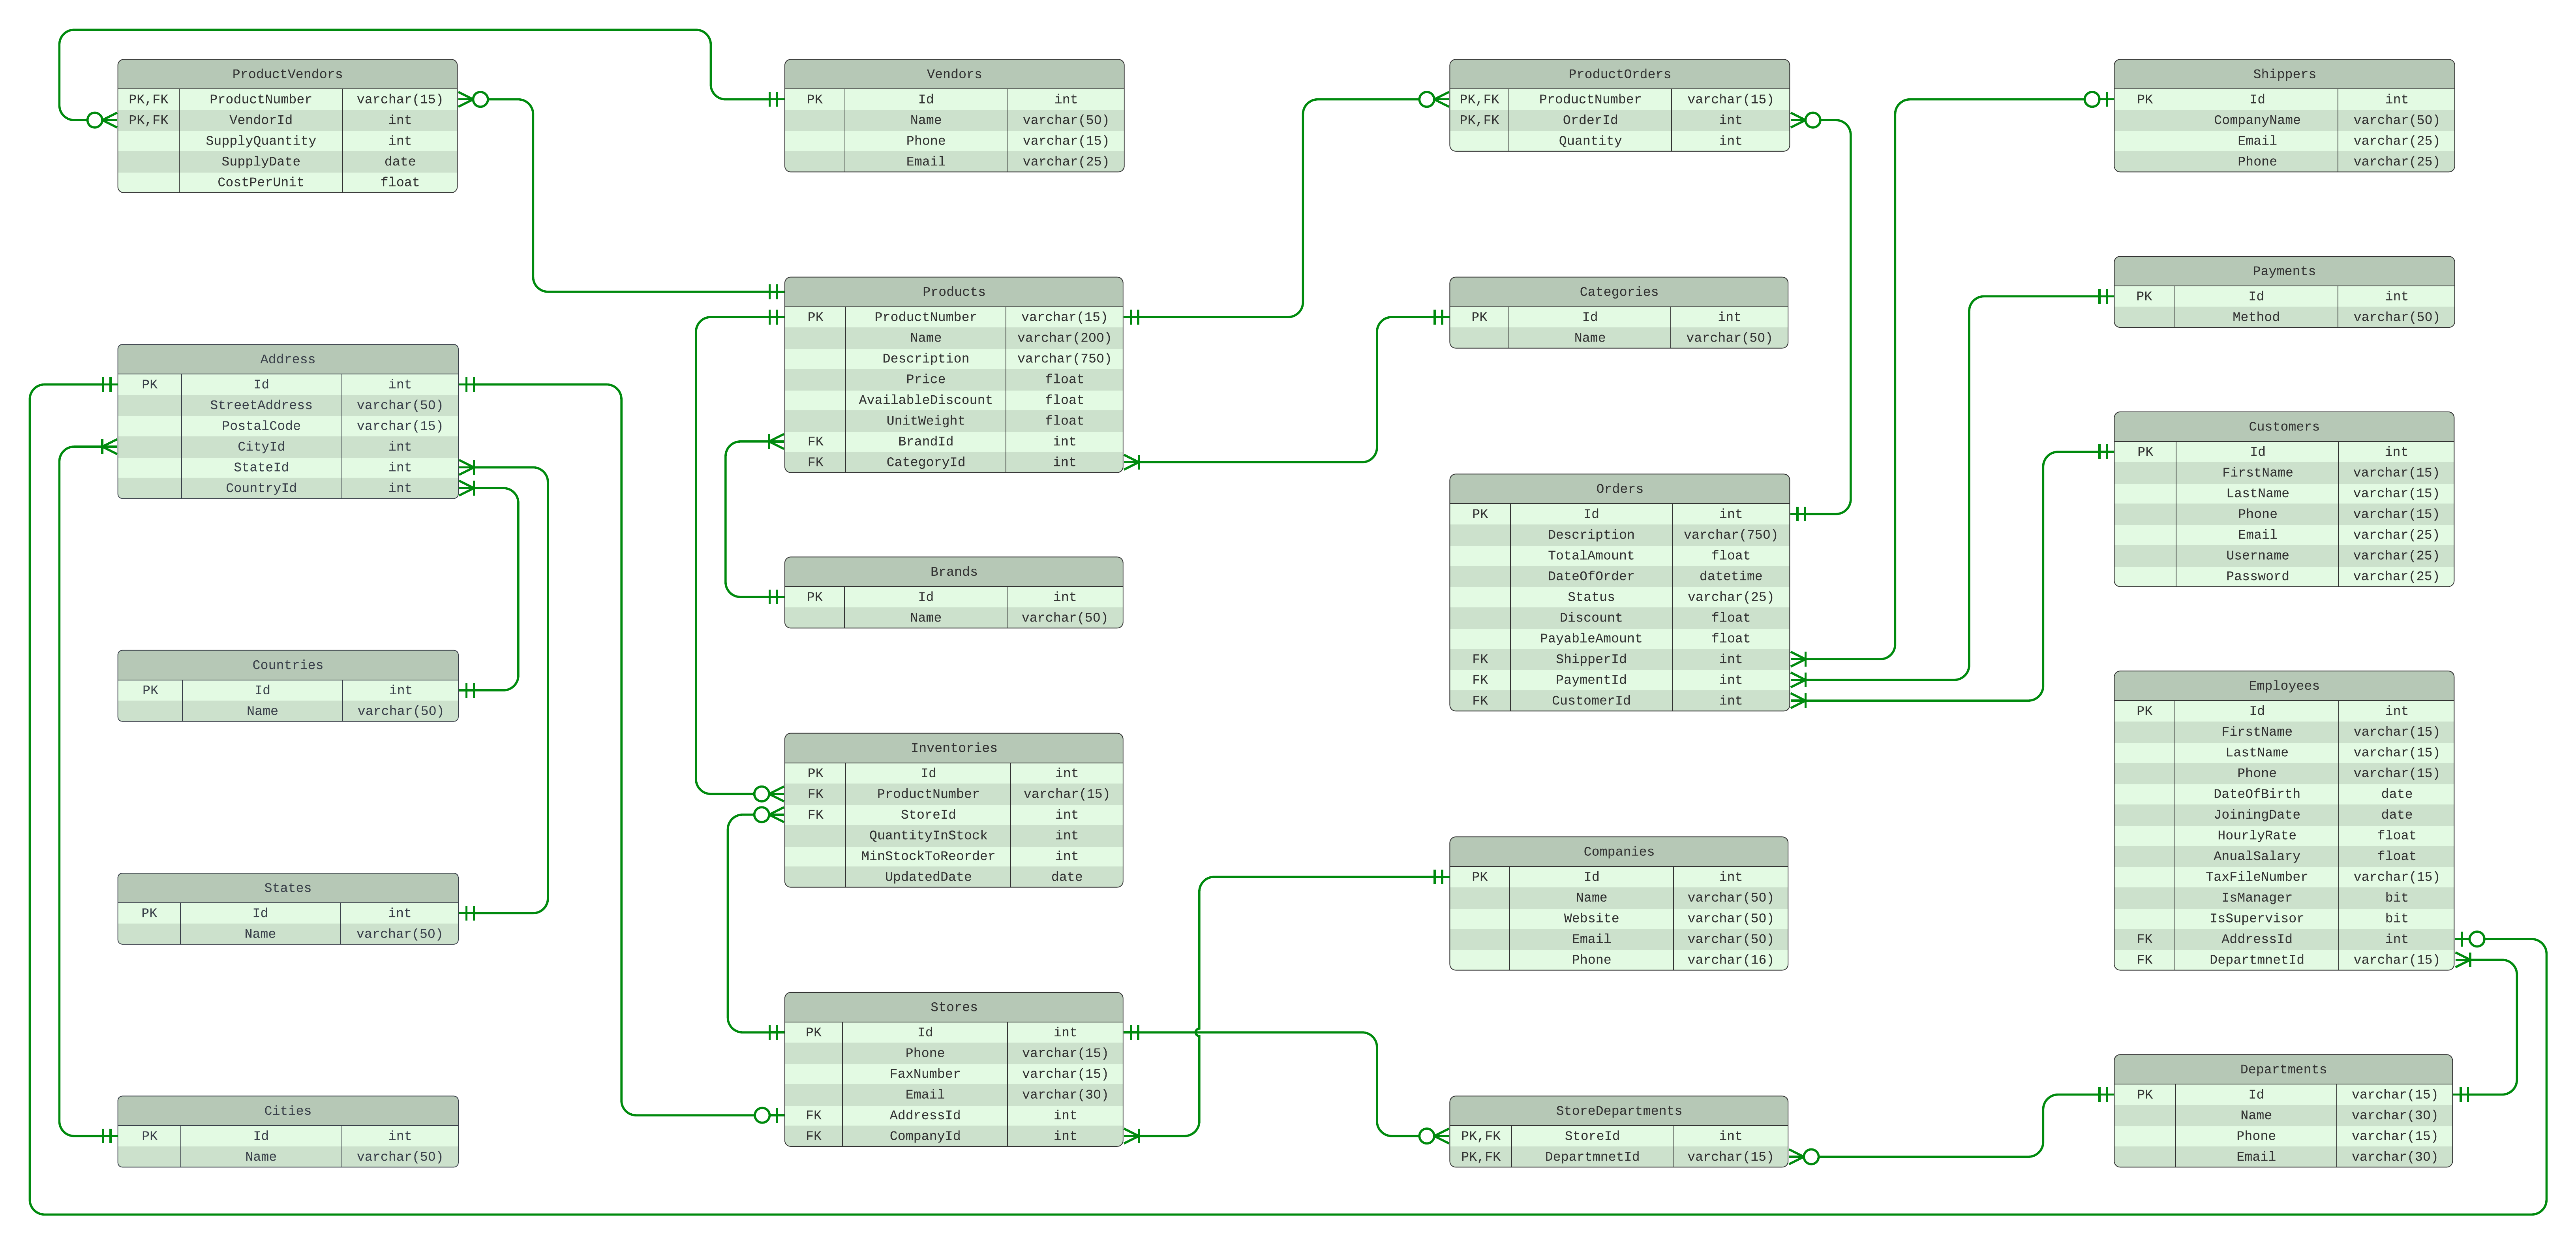 ProductVendors
PK,FK ProductNumber varchar(15)
PK,FK VendorId int
SupplyQuantity int
SupplyDate date
CostPerUnit float
Vendors
PK Id int
Name varchar(50)
Phone varchar(15)
Email varchar(25)
ProductOrders
PK,FK ProductNumber varchar(15)
PK,FK OrderId int
Quantity int
Shippers
PK Id int
CompanyName varchar(50)
Email varchar(25)
Phone varchar(25)
Address
PK Id int
StreetAddress varchar(50)
PostalCode varchar(15)
CityId int
StateId int
CountryId int
Products
PK ProductNumber varchar(15)
Name varchar(200)
Description varchar(750)
Price float
AvailableDiscount float
UnitWeight float
FK BrandId int
FK CategoryId int
Categories
PK Id int
Name varchar(50)
Payments
PK Id int
Method varchar(50)
Customers
PK Id int
FirstName varchar(15)
LastName varchar(15)
Phone varchar(15)
Email varchar(25)
Username varchar(25)
Password varchar(25)
Orders
PK Id int
Description varchar(750)
TotalAmount float
DateOfOrder datetime
Status varchar(25)
Discount float
PayableAmount float
FK ShipperId int
FK PaymentId int
FK CustomerId int
Brands
PK Id int
Name varchar(50)
Countries
PK Id int
Name varchar(50)
Inventories
PK Id int
FK ProductNumber varchar(15)
FK StoreId int
QuantityInStock int
MinStockToReorder int
UpdatedDate date
Employees
PK Id int
FirstName varchar(15)
LastName varchar(15)
Phone varchar(15)
DateOfBirth date
JoiningDate date
HourlyRate float
AnualSalary float
TaxFileNumber varchar(15)
IsManager bit
IsSupervisor bit
FK AddressId int
FK DepartmnetId varchar(15)
States
PK Id int
Name varchar(50)
Companies
PK Id int
Name varchar(50)
Website varchar(50)
Email varchar(50)
Phone varchar(16)
Stores
PK Id int
Phone varchar(15)
FaxNumber varchar(15)
Email varchar(30)
FK AddressId int
FK CompanyId int
Cities
PK Id int
Name varchar(50)
StoreDepartments
PK,FK StoreId int
PK,FK DepartmnetId varchar(15)
Departments
PK Id varchar(15)
Name varchar(30)
Phone varchar(15)
Email varchar(30)